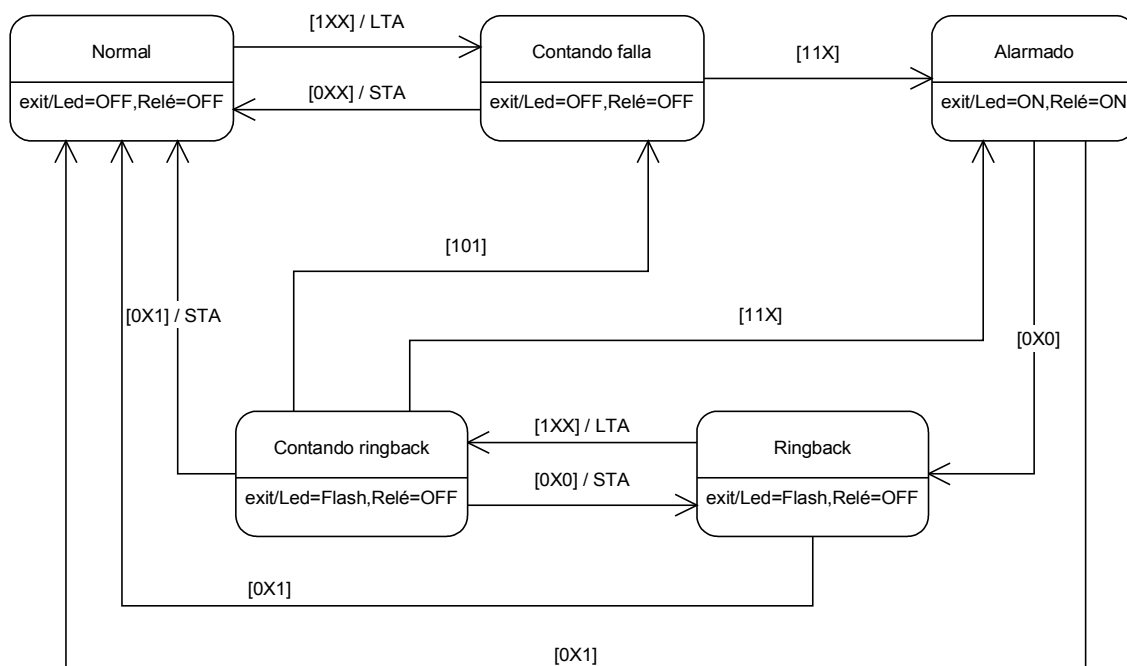 [1XX] / LTA
Normal
Contando falla
Alarmado
[11X]
[0XX] / STA
exit/Led=OFF,Relé=OFF
exit/Led=OFF,Relé=OFF
exit/Led=ON,Relé=ON
[101]
[0X1] / STA
[11X]
[0X0]
[1XX] / LTA
Contando ringback
Ringback
[0X0] / STA
exit/Led=Flash,Relé=OFF
exit/Led=Flash,Relé=OFF
[0X1]
[0X1]